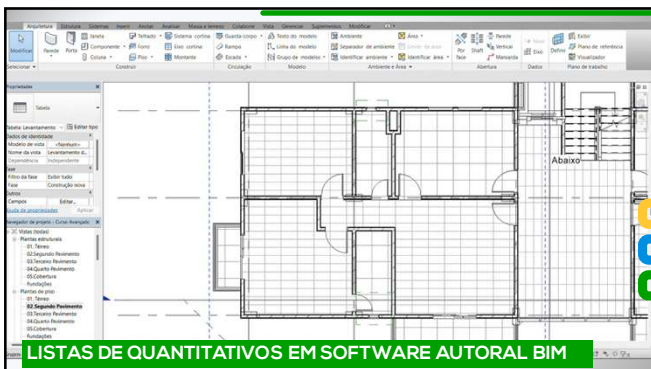 Arquitetura Estrutura Sistemas Inserir Anotar Analisar Massa e terreno Colaborar Vista Gerenciar Suplementos Modificar
Modificar
Parede
Porta
Janela
Componente
Coluna
Telhado
Forro
Piso
Sistema cortina
Eixo cortina
Montante
Guarda-corpo
Rampa
Escada
Texto do modelo
Linha do modelo
Grupo de modelos
Ambiente
Separador de ambiente
Identificar ambiente
Área
Identificar área
Por face
Shaft
Parede
Vertical
Mansarda
Nível
Eixo
Definir
Exibir
Plano de referência
Visualizador
Selecionar
Construir
Circulação
Modelo
Ambiente e Área
Abertura
Dados
Plano de trabalho
Propriedades
Tabela
Tabela: Levantamento
Editar tipo
Dados de identidade
Modelo de vista <Nenhum>
Nome da vista Levantamento d...
Dependência Independente
Fase
Filtro da fase Exibir tudo
Fase Construção nova
Outros
Campos Editar...
Ajuda de propriedades Aplicar
Navegador de projeto - Curso Avançado
Vistas (todas)
Plantas estruturais
01. Térreo
02.Segundo Pavimento
03.Terceiro Pavimento
04.Quarto Pavimento
05.Cobertura
Fundações
Plantas de piso
01. Térreo
02.Segundo Pavimento
03.Terceiro Pavimento
04.Quarto Pavimento
05.Cobertura
Fundações
Abaixo
LISTAS DE QUANTITATIVOS EM SOFTWARE AUTORAL BIM